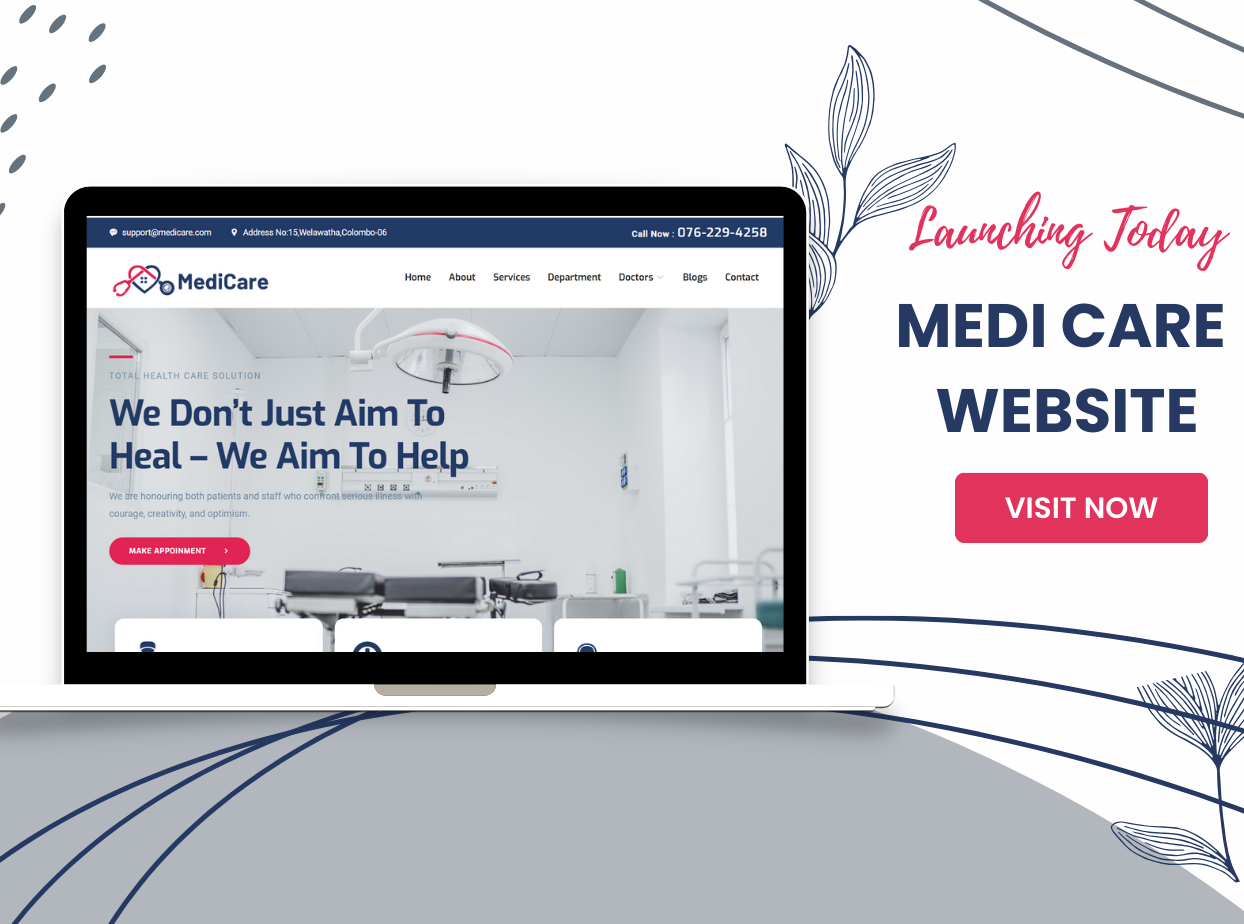 support@medicare.com
Address No:15,Welawatha,Colombo-06
Call Now : 076-229-4258
MediCare
Home
About
Services
Department
Doctors
Blogs
Contact
TOTAL HEALTH CARE SOLUTION
We Don't Just Aim To
Heal – We Aim To Help
We are honouring both patients and staff who confront serious illness with
courage, creativity, and optimism.
MAKE APPOINMENT
Launching Today
MEDI CARE
WEBSITE
VISIT NOW